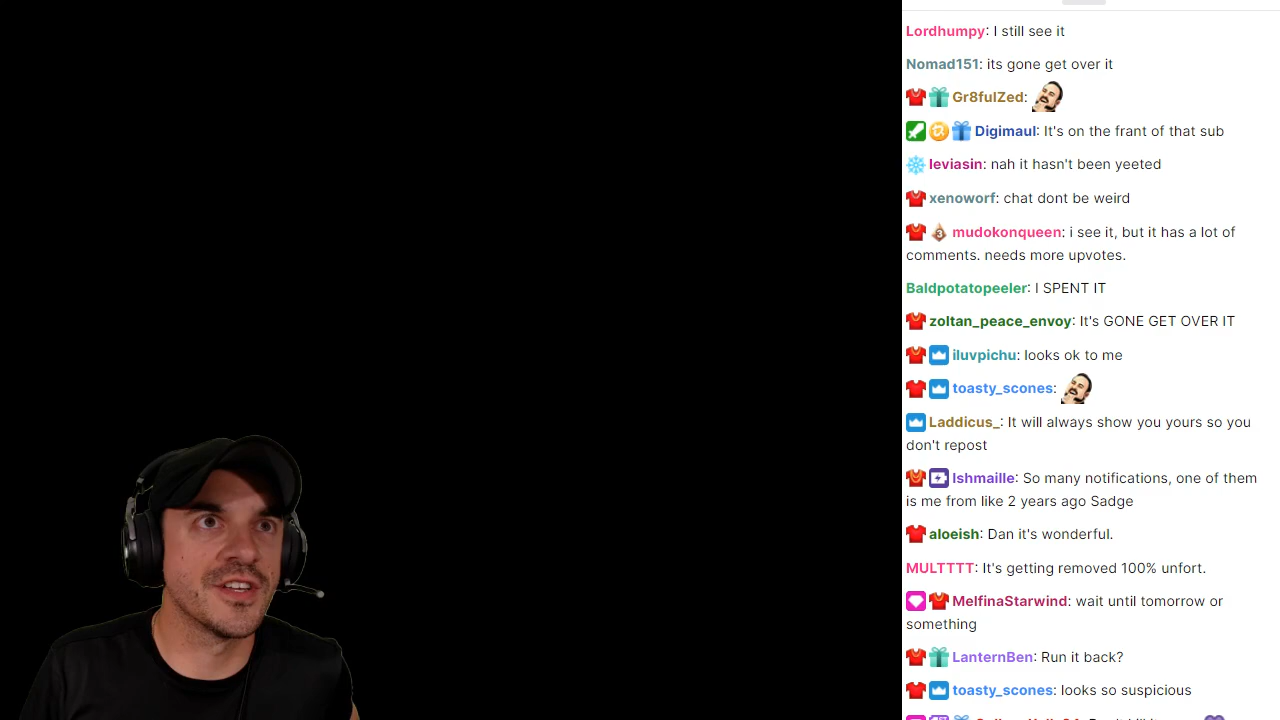 Lordhumpy: I still see it
Nomad151: its gone get over it
Gr8fulZed:
Digimaul: It's on the frant of that sub
leviasin: nah it hasn't been yeeted
xenoworf: chat dont be weird
mudokonqueen: i see it, but it has a lot of
comments. needs more upvotes.
Baldpotatopeeler: I SPENT IT
zoltan_peace_envoy: It's GONE GET OVER IT
iluvpichu: looks ok to me
toasty_scones:
Laddicus_: It will always show you yours so you
don't repost
Ishmaille: So many notifications, one of them
is me from like 2 years ago Sadge
aloeish: Dan it's wonderful.
MULTTTT: It's getting removed 100% unfort.
MelfinaStarwind: wait until tomorrow or
something
LanternBen: Run it back?
toasty_scones: looks so suspicious